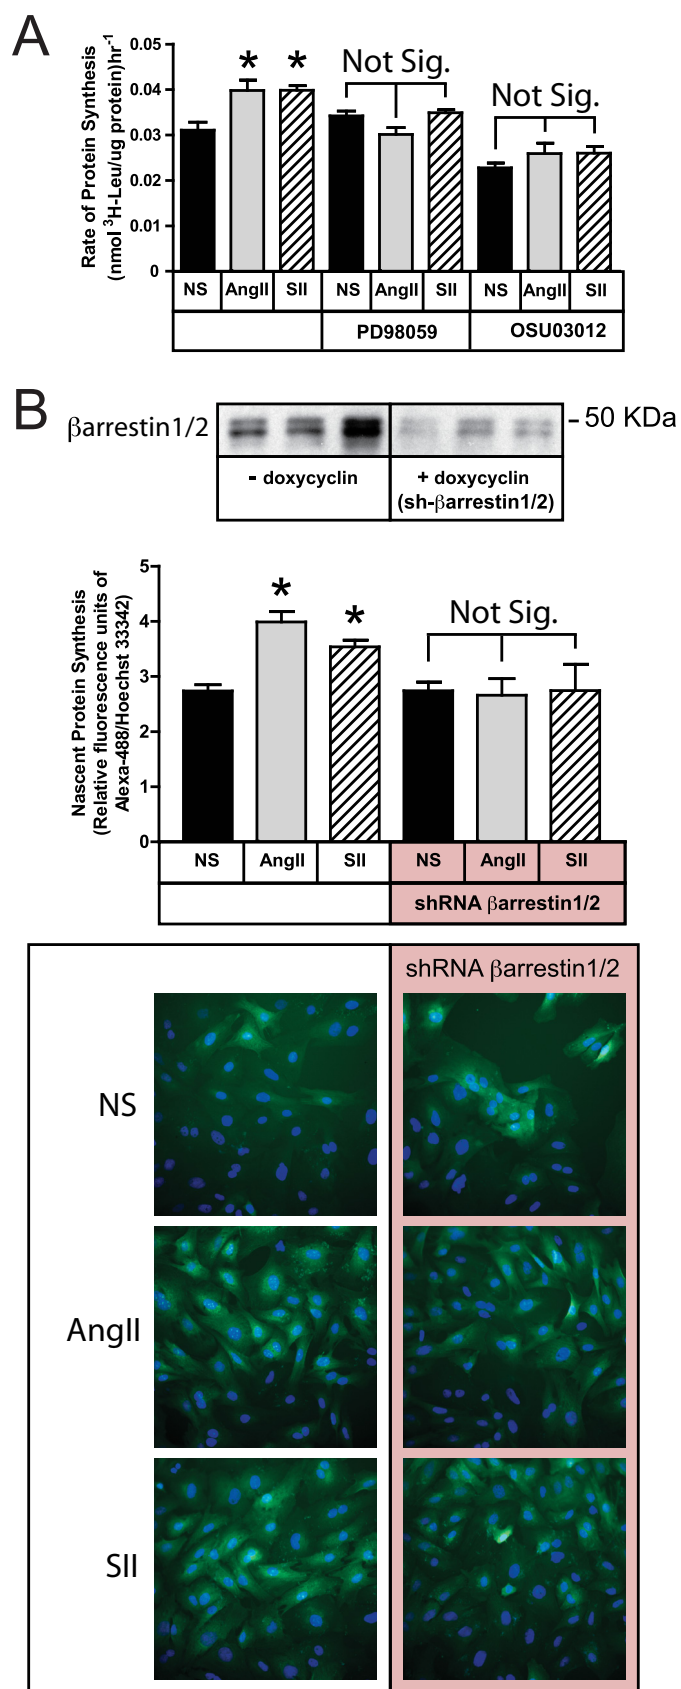 A
Rate of Protein Synthesis
(nmol ³H-Leu/ug protein)hr⁻¹
0.05
0.04
0.03
0.02
0.01
0
* *
Not Sig.
Not Sig.
NS AngII SII NS AngII SII NS AngII SII
PD98059 OSU03012
B
βarrestin1/2
50 KDa
- doxycyclin
+ doxycyclin
(sh-βarrestin1/2)
Nascent Protein Synthesis
(Relative fluorescence units of
Alexa-488/Hoechst 33342)
5
4
3
2
1
0
*
*
Not Sig.
NS AngII SII NS AngII SII
shRNA βarrestin1/2
shRNA βarrestin1/2
NS
AngII
SII